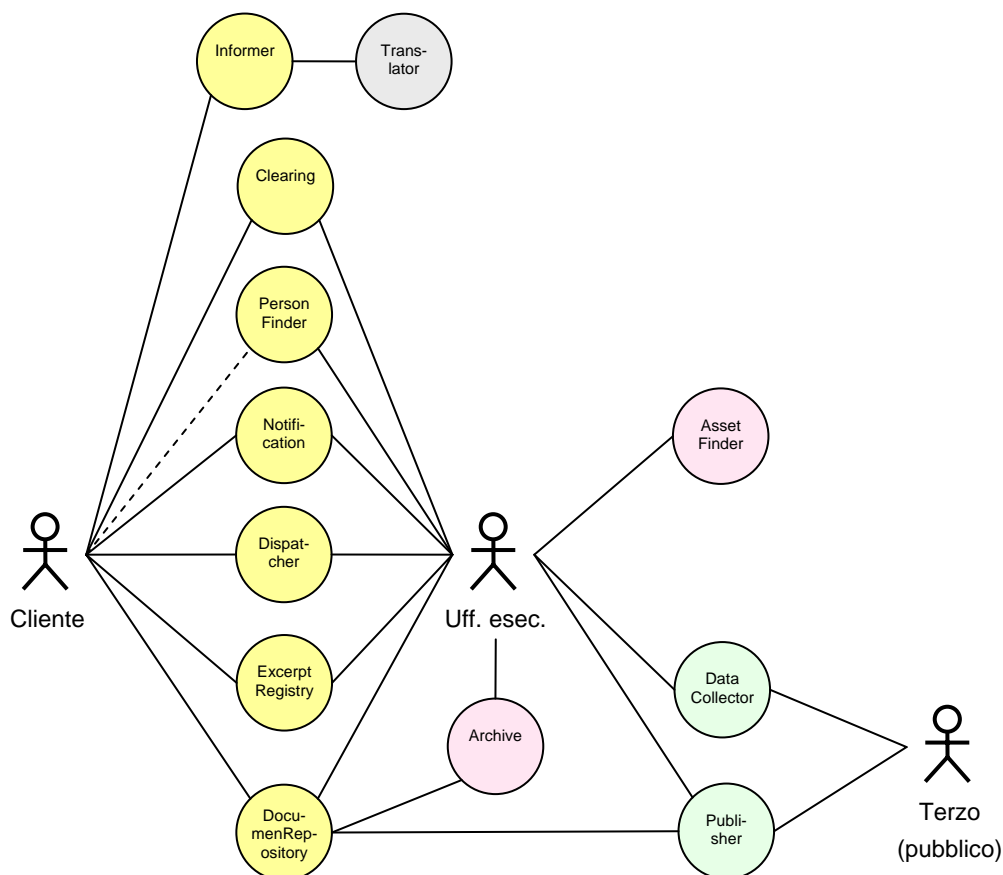 Informer
Trans-
lator
Clearing
Person
Finder
Notifi-
cation
Asset
Finder
Dispat-
cher
Cliente
Uff. esec.
Excerpt
Registry
Data
Collector
Archive
Docu-
menRep-
ository
Publi-
sher
Terzo
(pubblico)